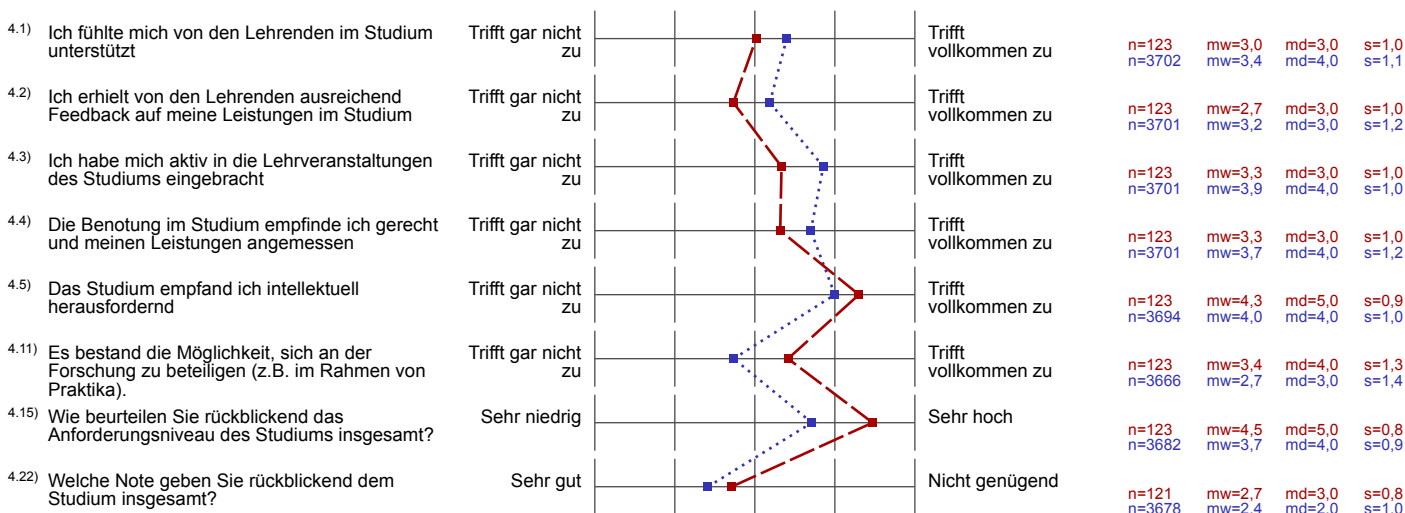 4.1) Ich fühlte mich von den Lehrenden im Studium
unterstützt
Trifft gar nicht
zu
Trifft
vollkommen zu
n=123 mw=3,0 md=3,0 s=1,0
n=3702 mw=3,4 md=4,0 s=1,1
4.2) Ich erhielt von den Lehrenden ausreichend
Feedback auf meine Leistungen im Studium
Trifft gar nicht
zu
Trifft
vollkommen zu
n=123 mw=2,7 md=3,0 s=1,0
n=3701 mw=3,2 md=3,0 s=1,2
4.3) Ich habe mich aktiv in die Lehrveranstaltungen
des Studiums eingebracht
Trifft gar nicht
zu
Trifft
vollkommen zu
n=123 mw=3,3 md=3,0 s=1,0
n=3701 mw=3,9 md=4,0 s=1,0
4.4) Die Benotung im Studium empfinde ich gerecht
und meinen Leistungen angemessen
Trifft gar nicht
zu
Trifft
vollkommen zu
n=123 mw=3,3 md=3,0 s=1,0
n=3701 mw=3,7 md=4,0 s=1,2
4.5) Das Studium empfand ich intellektuell
herausfordernd
Trifft gar nicht
zu
Trifft
vollkommen zu
n=123 mw=4,3 md=5,0 s=0,9
n=3694 mw=4,0 md=4,0 s=1,0
4.11) Es bestand die Möglichkeit, sich an der
Forschung zu beteiligen (z.B. im Rahmen von
Praktika).
Trifft gar nicht
zu
Trifft
vollkommen zu
n=123 mw=3,4 md=4,0 s=1,3
n=3666 mw=2,7 md=3,0 s=1,4
4.15) Wie beurteilen Sie rückblickend das
Anforderungsniveau des Studiums insgesamt?
Sehr niedrig
Sehr hoch
n=123 mw=4,5 md=5,0 s=0,8
n=3682 mw=3,7 md=4,0 s=0,9
4.22) Welche Note geben Sie rückblickend dem
Studium insgesamt?
Sehr gut
Nicht genügend
n=121 mw=2,7 md=3,0 s=0,8
n=3678 mw=2,4 md=2,0 s=1,0